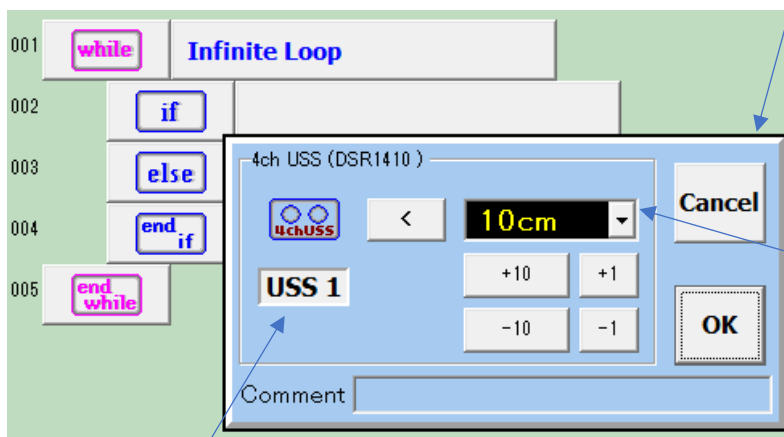 001 while Infinite Loop
002 if
003 else
004 end if
005 end while
4ch USS (DSR1410 )
4chUSS < 10cm
Cancel
USS 1
+10 +1
-10 -1
OK
Comment